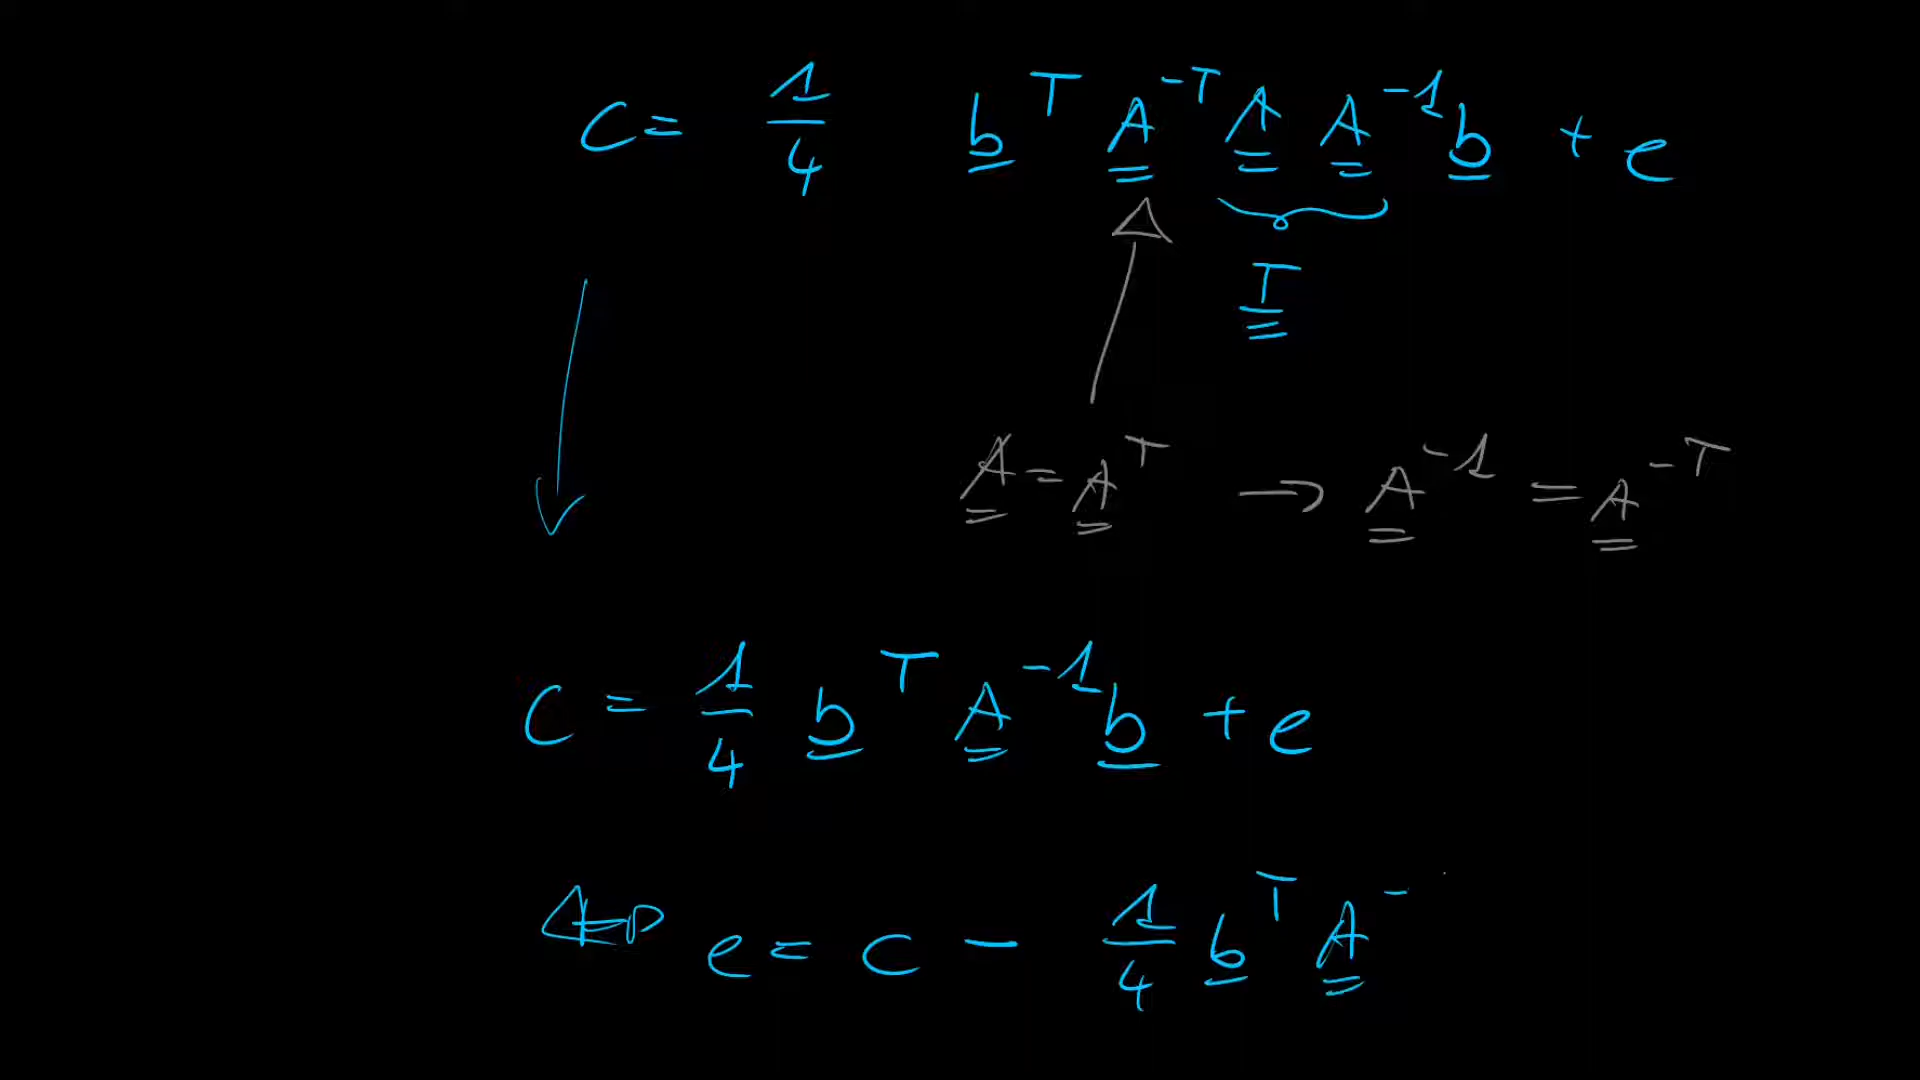 c = 1/4 b^T A^-T A A^-1 b + e
I
A = A^T → A^-1 = A^-T
c = 1/4 b^T A^-1 b + e
⇔ e = c - 1/4 b^T A^-